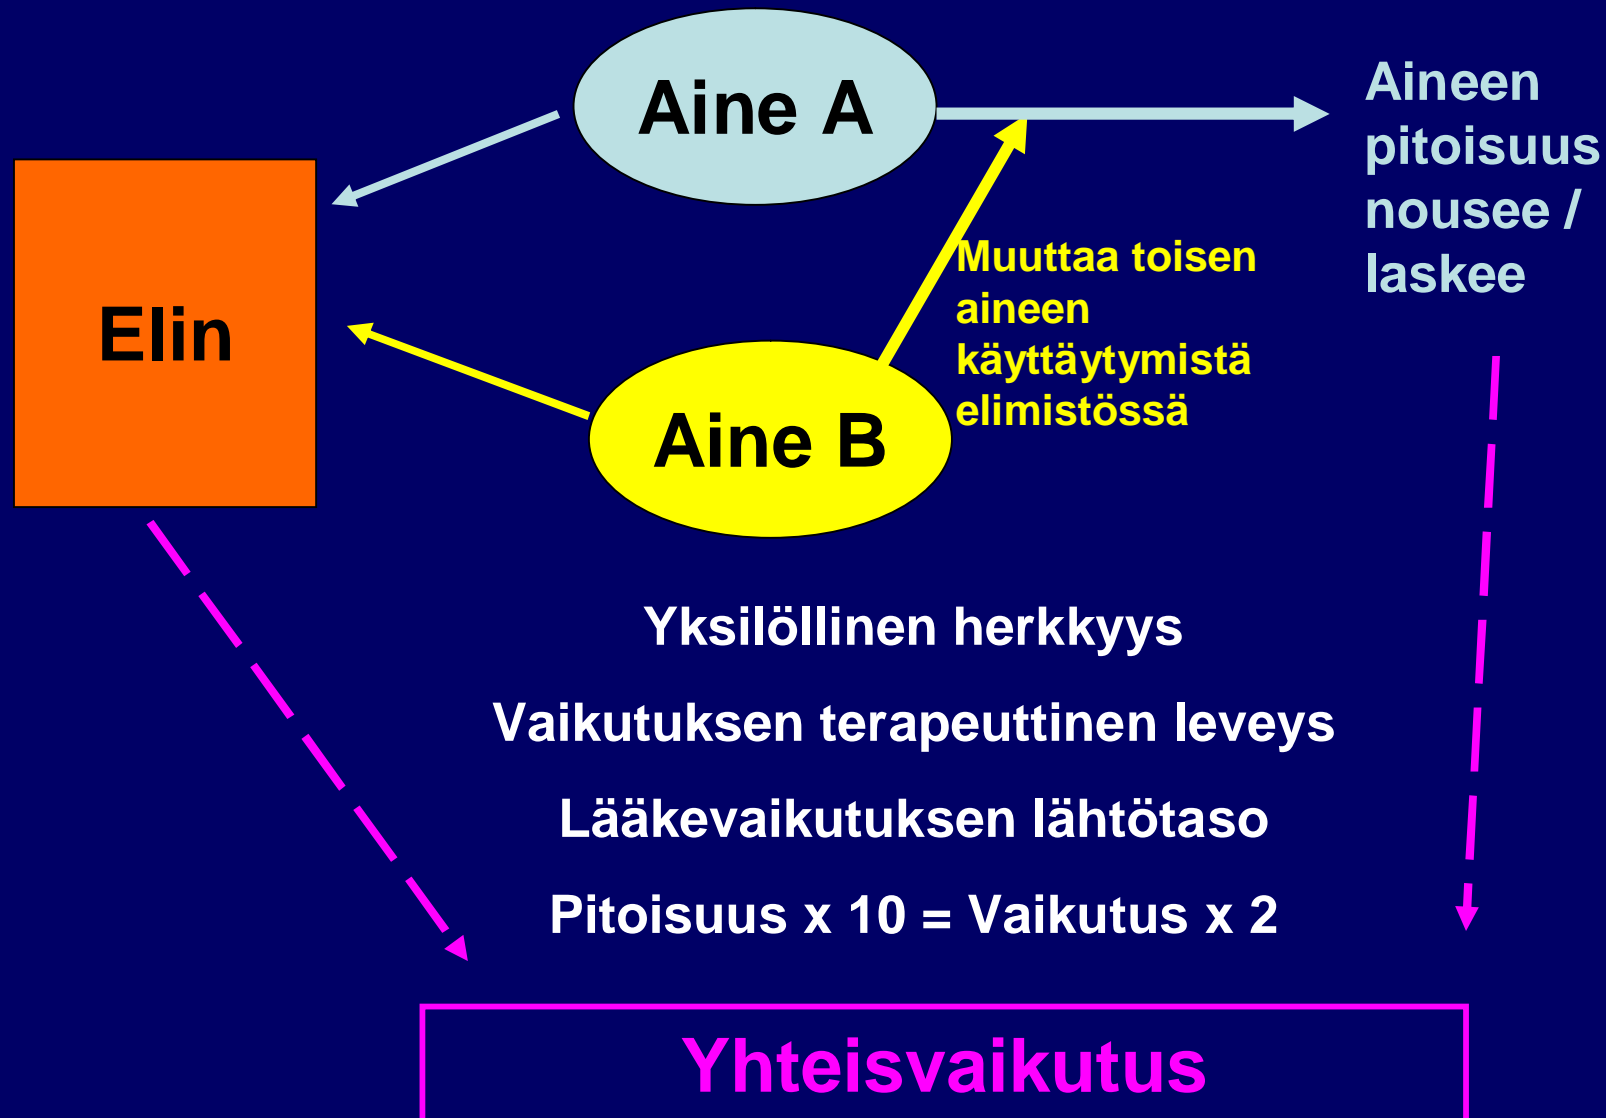 Aine A
Aineen
pitoisuus
nousee /
laskee
Elin
Muuttaa toisen
aineen
käyttäytymistä
elimistössä
Aine B
Yksilöllinen herkkyys
Vaikutuksen terapeuttinen leveys
Lääkevaikutuksen lähtötaso
Pitoisuus x 10 = Vaikutus x 2
Yhteisvaikutus